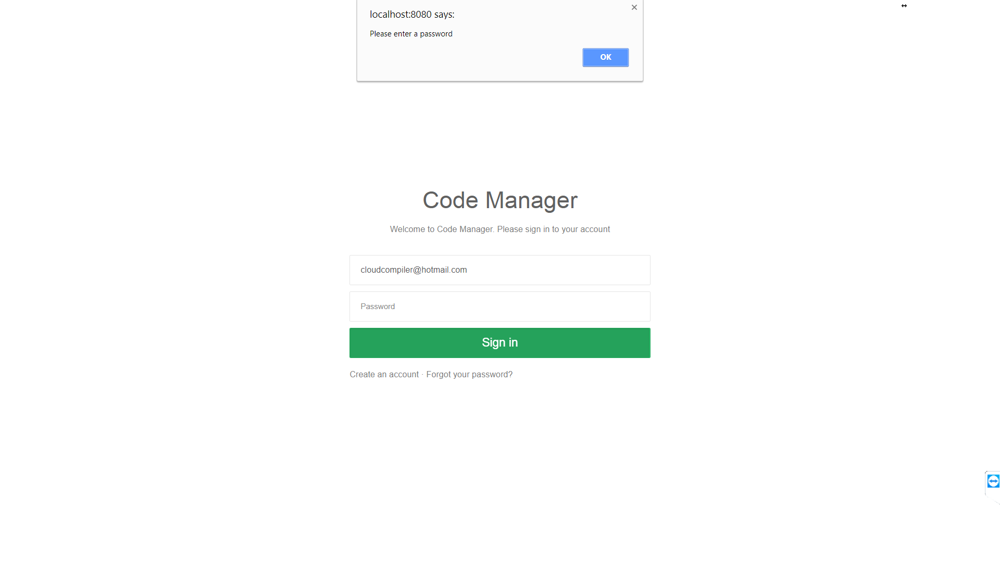 localhost:8080 says:
Please enter a password
OK
Code Manager
Welcome to Code Manager. Please sign in to your account
cloudcompiler@hotmail.com
Password
Sign in
Create an account · Forgot your password?